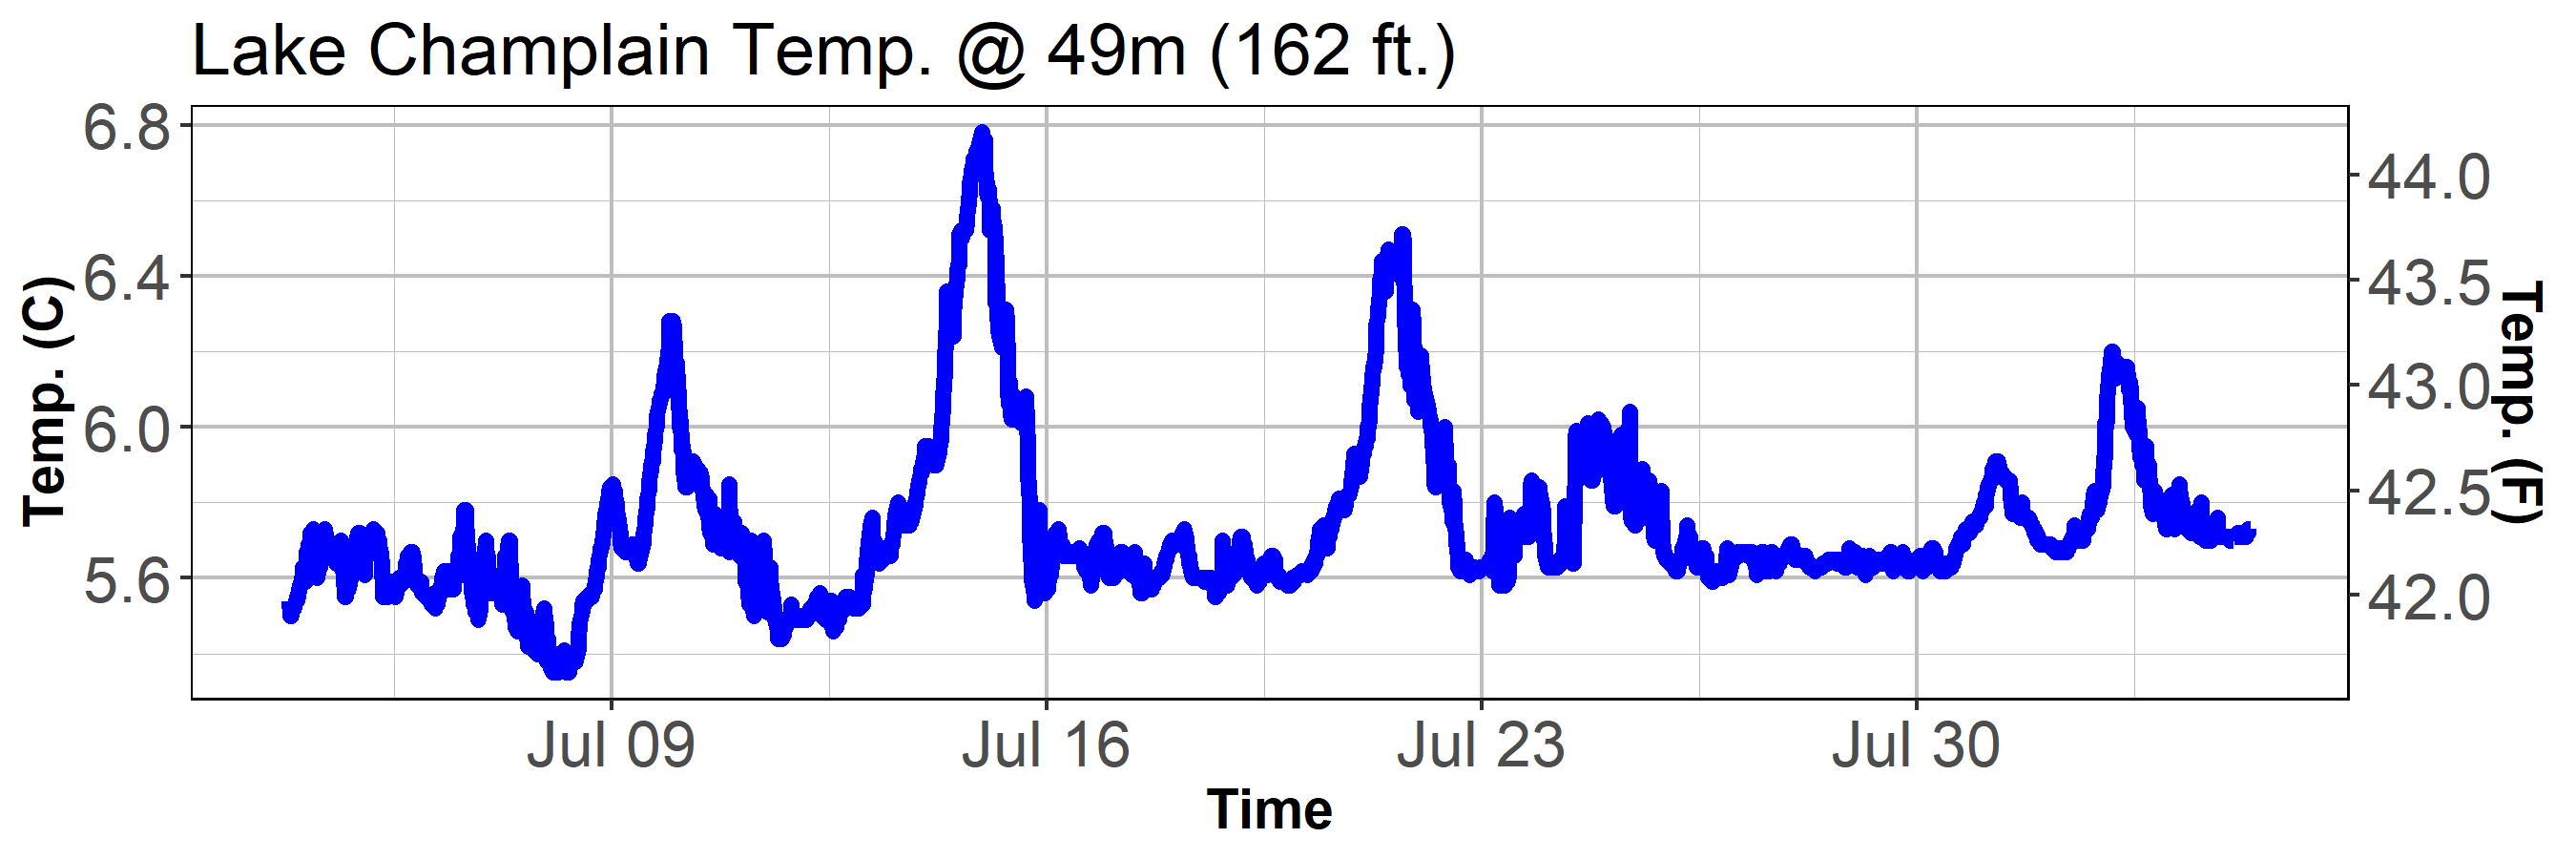 Lake Champlain Temp. @ 49m (162 ft.)
6.8
6.4
6.0
5.6
Temp. (C)
44.0
43.5
43.0
42.5
42.0
Temp. (F)
Jul 09 Jul 16 Jul 23 Jul 30
Time